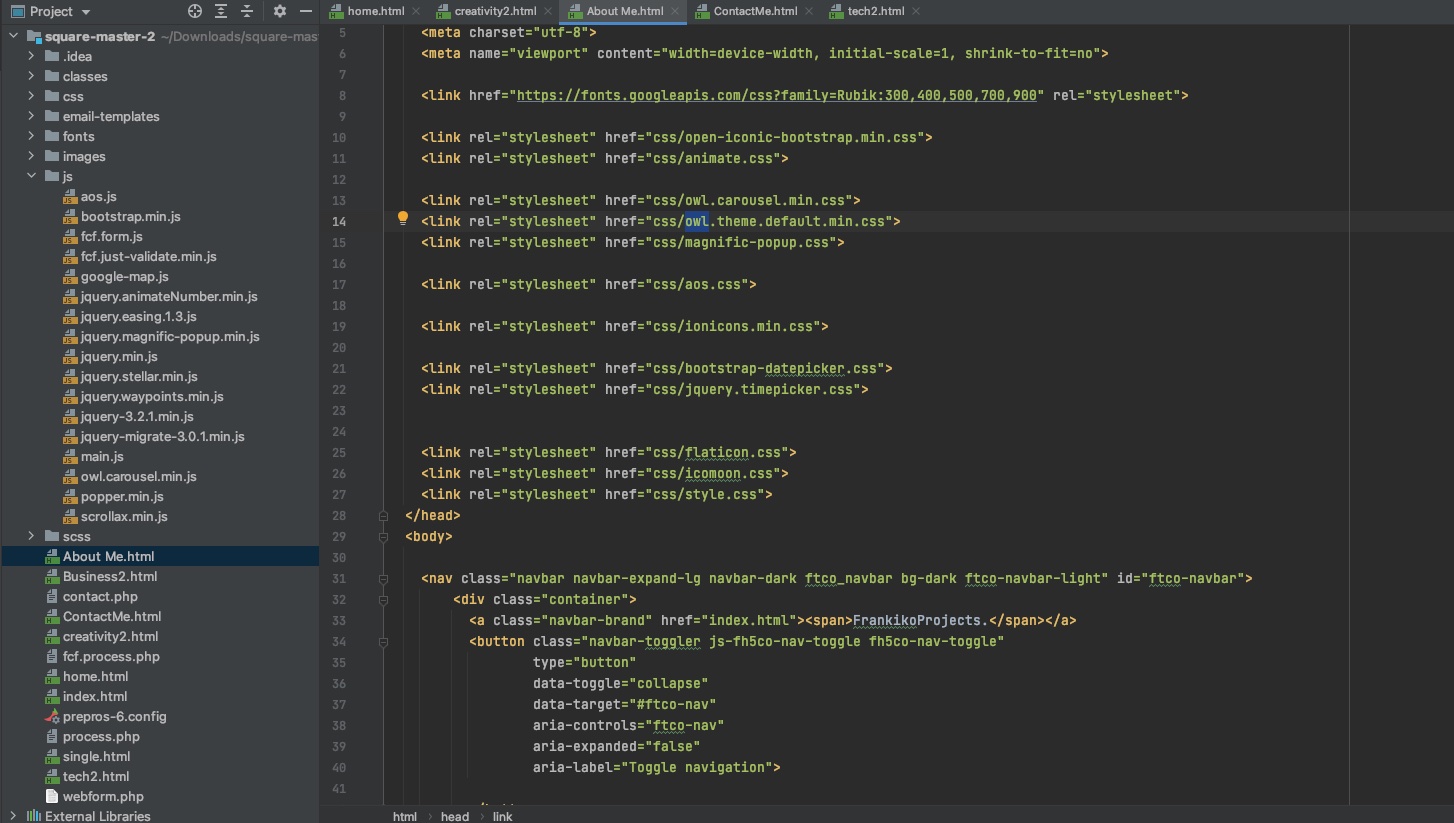 Project
square-master-2 ~/Downloads/square-mas
.idea
classes
css
email-templates
fonts
images
js
aos.js
bootstrap.min.js
fcf.form.js
fcf.just-validate.min.js
google-map.js
jquery.animateNumber.min.js
jquery.easing.1.3.js
jquery.magnific-popup.min.js
jquery.min.js
jquery.stellar.min.js
jquery.waypoints.min.js
jquery-3.2.1.min.js
jquery-migrate-3.0.1.min.js
main.js
owl.carousel.min.js
popper.min.js
scrollax.min.js
scss
About Me.html
Business2.html
contact.php
ContactMe.html
creativity2.html
fcf.process.php
home.html
index.html
prepros-6.config
process.php
single.html
tech2.html
webform.php
External Libraries
home.html creativity2.html About Me.html ContactMe.html tech2.html
5 <meta charset="utf-8">
6 <meta name="viewport" content="width=device-width, initial-scale=1, shrink-to-fit=no">
7
8 <link href="https://fonts.googleapis.com/css?family=Rubik:300,400,500,700,900" rel="stylesheet">
9
10 <link rel="stylesheet" href="css/open-iconic-bootstrap.min.css">
11 <link rel="stylesheet" href="css/animate.css">
12
13 <link rel="stylesheet" href="css/owl.carousel.min.css">
14 <link rel="stylesheet" href="css/owl.theme.default.min.css">
15 <link rel="stylesheet" href="css/magnific-popup.css">
16
17 <link rel="stylesheet" href="css/aos.css">
18
19 <link rel="stylesheet" href="css/ionicons.min.css">
20
21 <link rel="stylesheet" href="css/bootstrap-datepicker.css">
22 <link rel="stylesheet" href="css/jquery.timepicker.css">
23
24
25 <link rel="stylesheet" href="css/flaticon.css">
26 <link rel="stylesheet" href="css/icomoon.css">
27 <link rel="stylesheet" href="css/style.css">
28 </head>
29 <body>
30
31 <nav class="navbar navbar-expand-lg navbar-dark ftco_navbar bg-dark ftco-navbar-light" id="ftco-navbar">
32 <div class="container">
33 <a class="navbar-brand" href="index.html"><span>FrankikoProjects.</span></a>
34 <button class="navbar-toggler js-fh5co-nav-toggle fh5co-nav-toggle"
35 type="button"
36 data-toggle="collapse"
37 data-target="#ftco-nav"
38 aria-controls="ftco-nav"
39 aria-expanded="false"
40 aria-label="Toggle navigation">
41
html head link